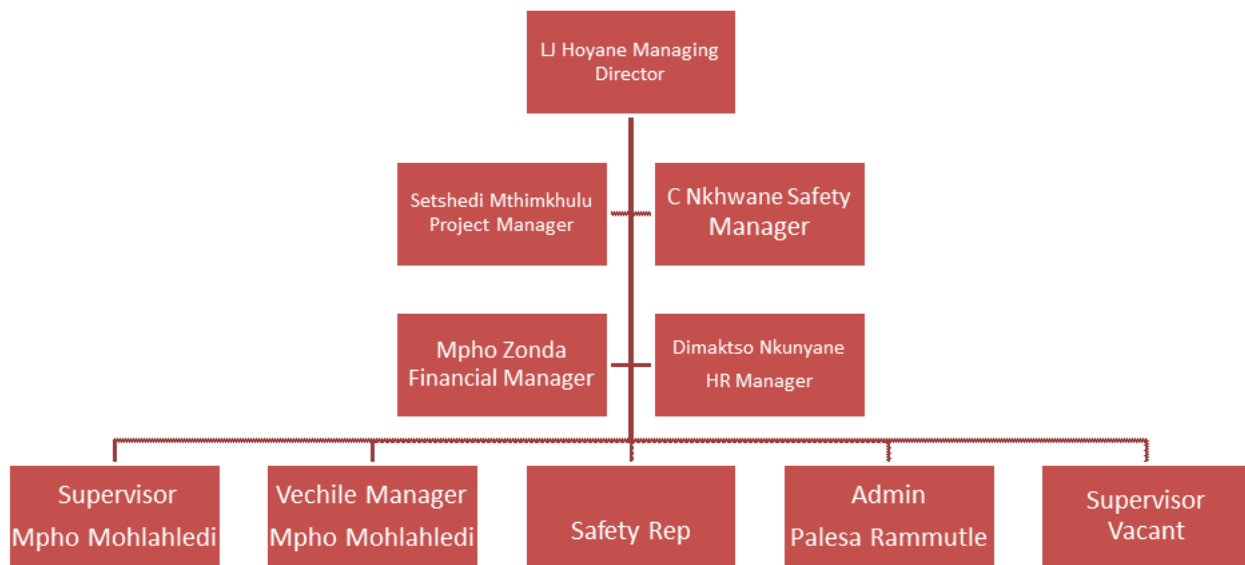 LJ Hoyane Managing
Director
Setshedi Mthimkhulu
Project Manager
C Nkhwane Safety
Manager
Mpho Zonda
Financial Manager
Dimaktso Nkunyane
HR Manager
Supervisor
Mpho Mohlahledi
Vechile Manager
Mpho Mohlahledi
Safety Rep
Admin
Palesa Rammutle
Supervisor
Vacant